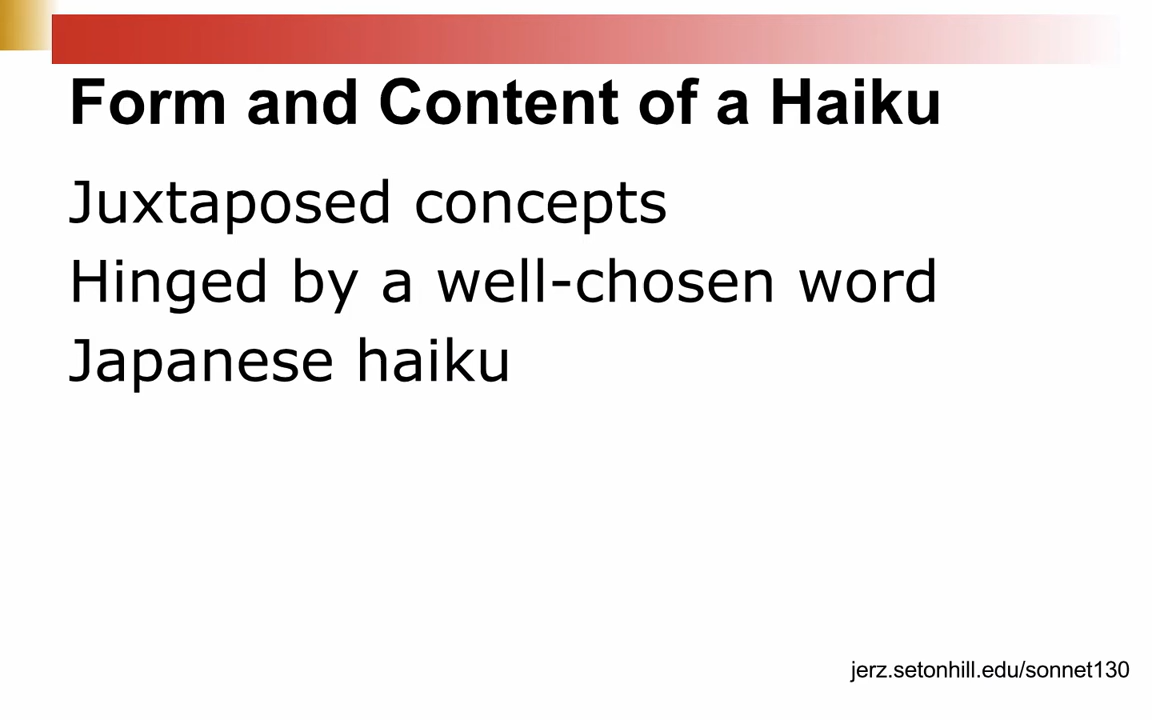 Form and Content of a Haiku
Juxtaposed concepts
Hinged by a well-chosen word
Japanese haiku
jerz.setonhill.edu/sonnet130